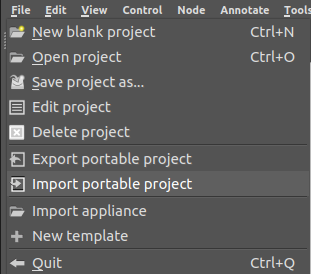 File Edit View Control Node Annotate Tools
New blank project Ctrl+N
Open project Ctrl+O
Save project as...
Edit project
Delete project
Export portable project
Import portable project
Import appliance
New template
Quit Ctrl+Q